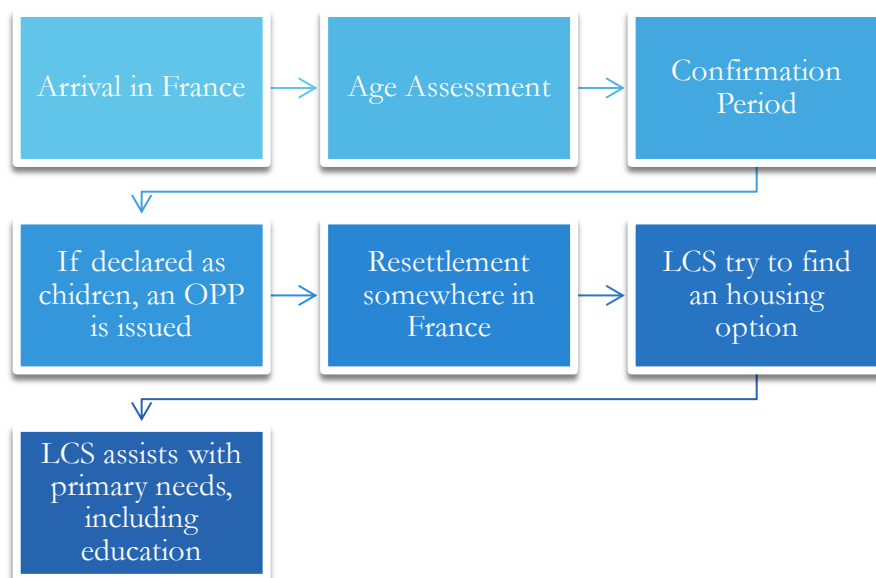 Arrival in France
Age Assessment
Confirmation
Period
If declared as
chidren, an OPP
is issued
Resettlement
somewhere in
France
LCS try to find
an housing
option
LCS assists with
primary needs,
including
education